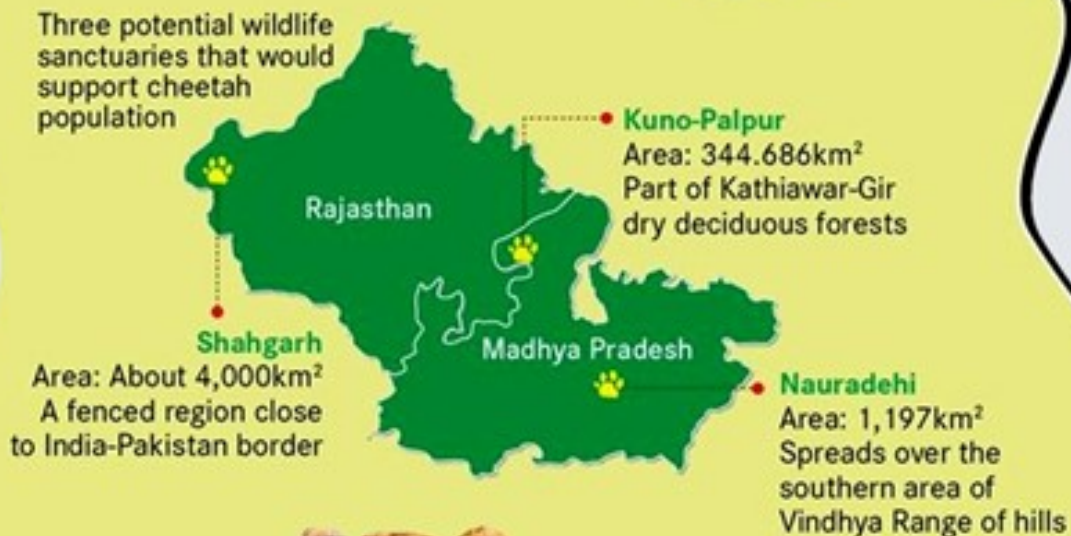 Three potential wildlife
sanctuaries that would
support cheetah
population
Kuno-Palpur
Area: 344.686km²
Part of Kathiawar-Gir
dry deciduous forests
Rajasthan
Shahgarh
Area: About 4,000km²
A fenced region close
to India-Pakistan border
Madhya Pradesh
Nauradehi
Area: 1,197km²
Spreads over the
southern area of
Vindhya Range of hills